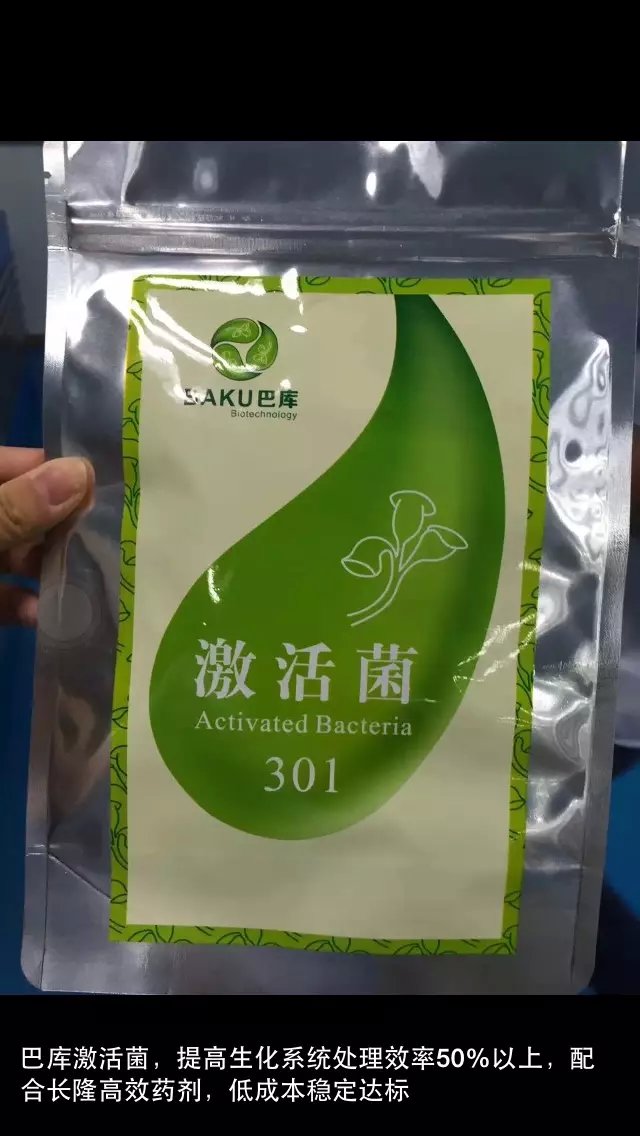 BAKU巴库
Biotechnology
激活菌
Activated Bacteria
301
巴库激活菌，提高生化系统处理效率50%以上，配
合长隆高效药剂，低成本稳定达标